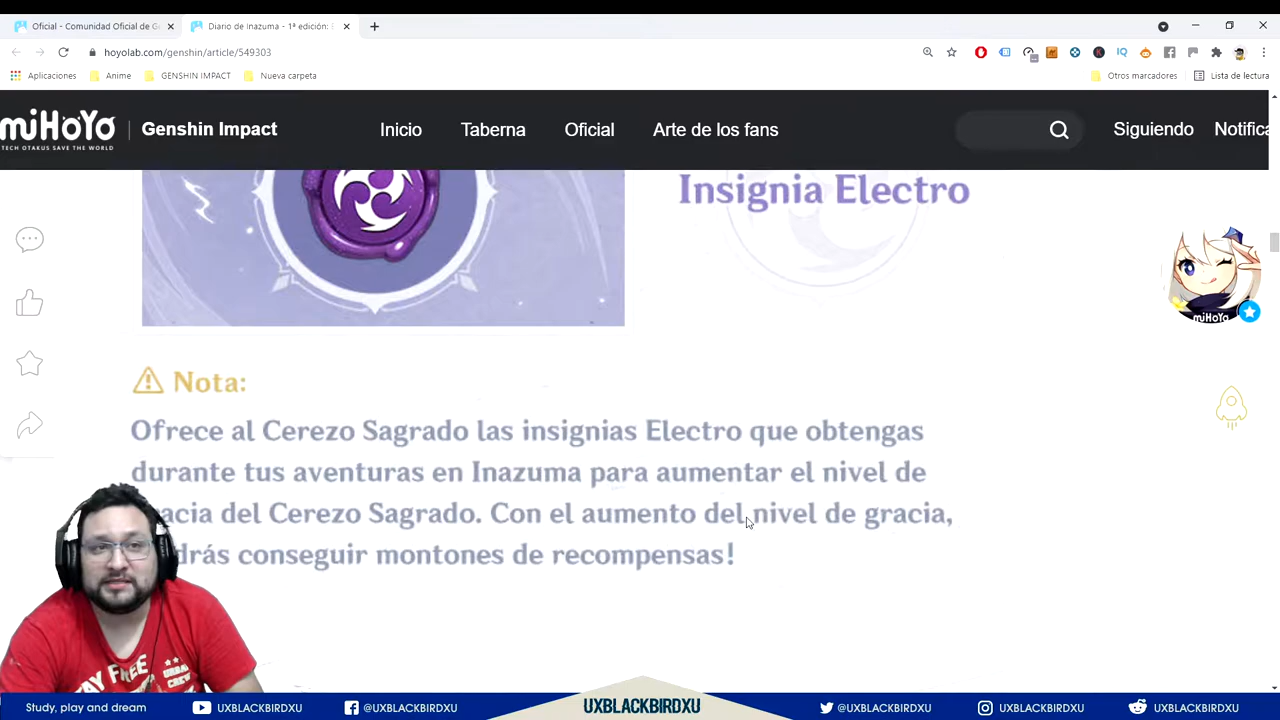 Oficial - Comunidad Oficial de G
Diario de Inazuma - 1ª edición:
hoyolab.com/genshin/article/549303
Aplicaciones
Anime
GENSHIN IMPACT
Nueva carpeta
Otros marcadores
Lista de lectura
miHoYo
TECH OTAKUS SAVE THE WORLD
Genshin Impact
Inicio
Taberna
Oficial
Arte de los fans
Siguiendo
Notifica
Insignia Electro
miHoYo
Nota:
Ofrece al Cerezo Sagrado las insignias Electro que obtengas
durante tus aventuras en Inazuma para aumentar el nivel de
acia del Cerezo Sagrado. Con el aumento del nivel de gracia,
drás conseguir montones de recompensas!
STAY FREE
Study, play and dream
UXBLACKBIRDXU
@UXBLACKBIRDXU
UXBLACKBIRDXU
@UXBLACKBIRDXU
UXBLACKBIRDXU
UXBLACKBIRDXU